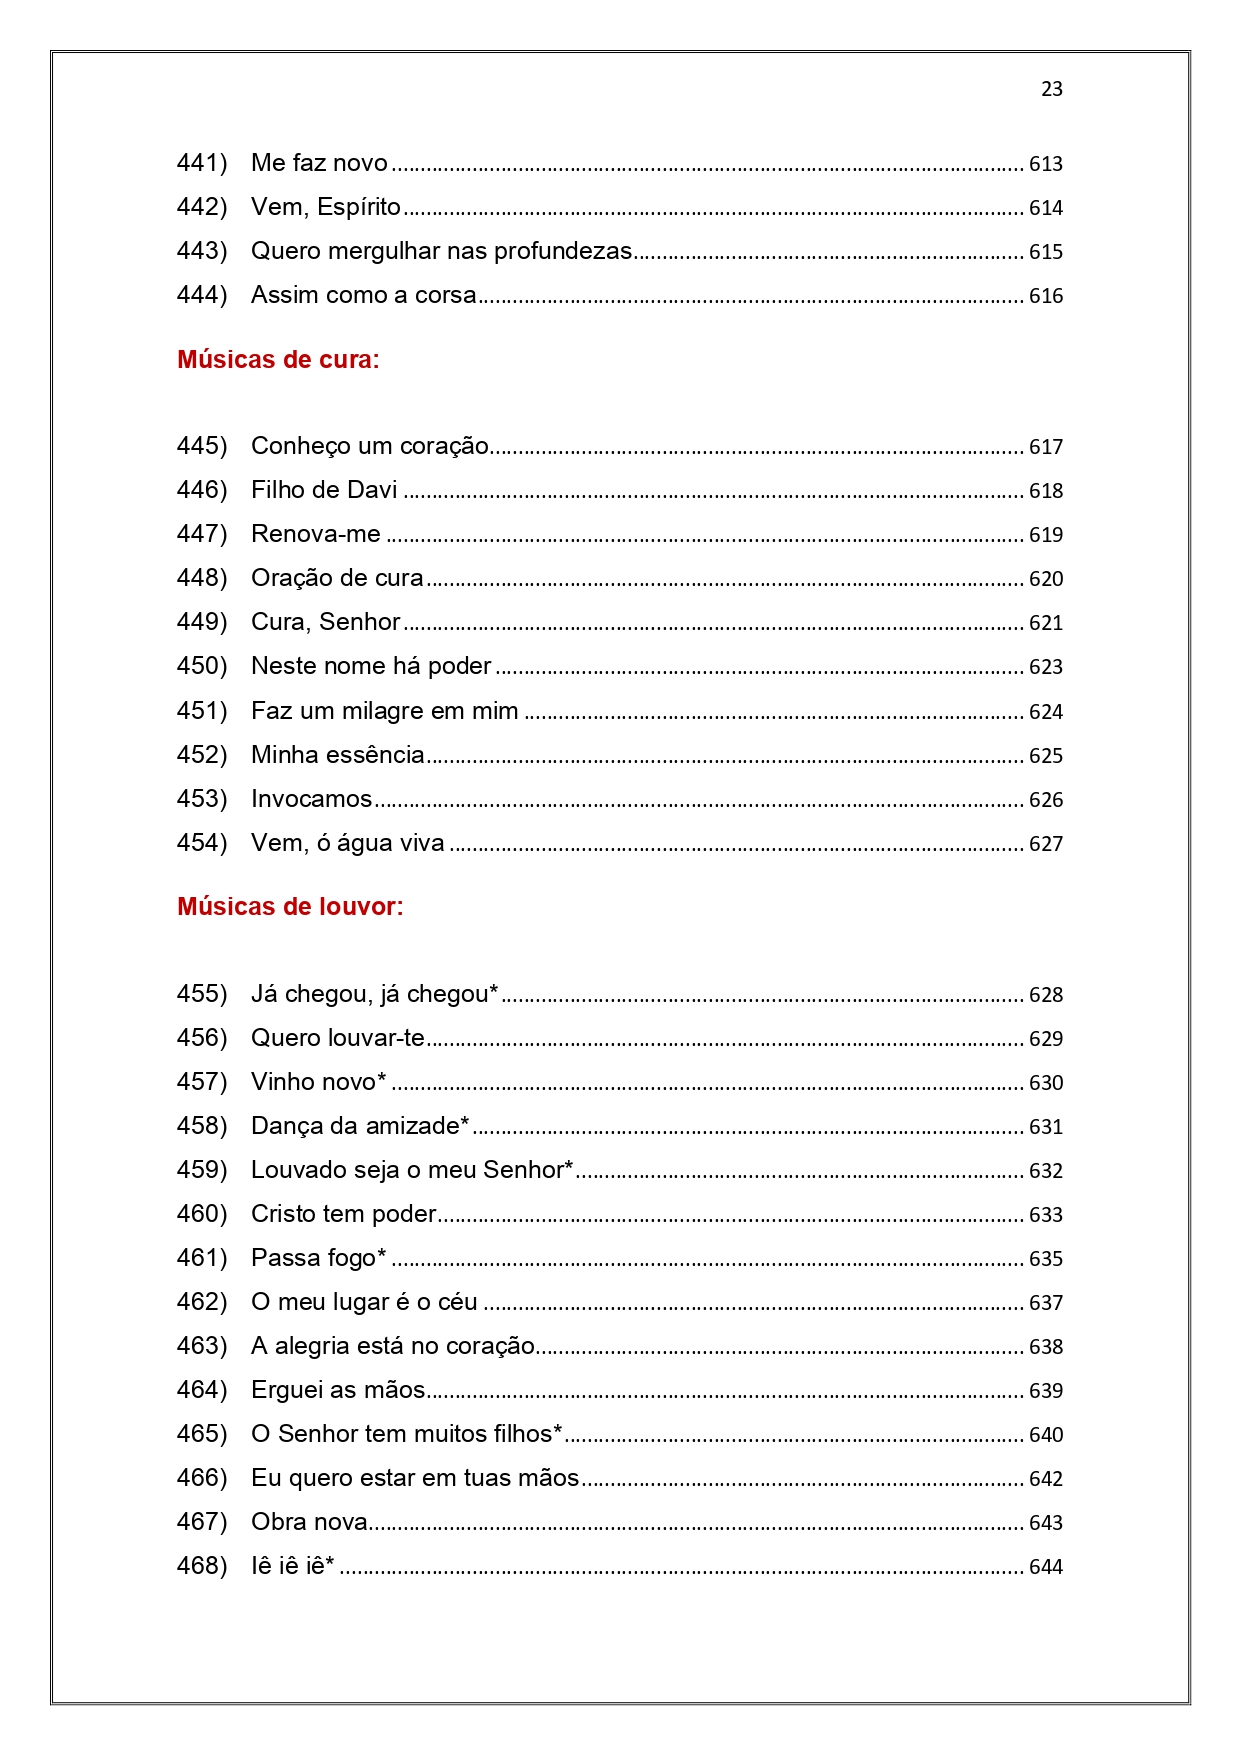 23
441) Me faz novo ........ 613
442) Vem, Espírito ........ 614
443) Quero mergulhar nas profundezas ........ 615
444) Assim como a corsa ........ 616
Músicas de cura:
445) Conheço um coração ........ 617
446) Filho de Davi ........ 618
447) Renova-me ........ 619
448) Oração de cura ........ 620
449) Cura, Senhor ........ 621
450) Neste nome há poder ........ 623
451) Faz um milagre em mim ........ 624
452) Minha essência ........ 625
453) Invocamos ........ 626
454) Vem, ó água viva ........ 627
Músicas de louvor:
455) Já chegou, já chegou* ........ 628
456) Quero louvar-te ........ 629
457) Vinho novo* ........ 630
458) Dança da amizade* ........ 631
459) Louvado seja o meu Senhor* ........ 632
460) Cristo tem poder ........ 633
461) Passa fogo* ........ 635
462) O meu lugar é o céu ........ 637
463) A alegria está no coração ........ 638
464) Erguei as mãos ........ 639
465) O Senhor tem muitos filhos* ........ 640
466) Eu quero estar em tuas mãos ........ 642
467) Obra nova ........ 643
468) Iê iê iê* ........ 644